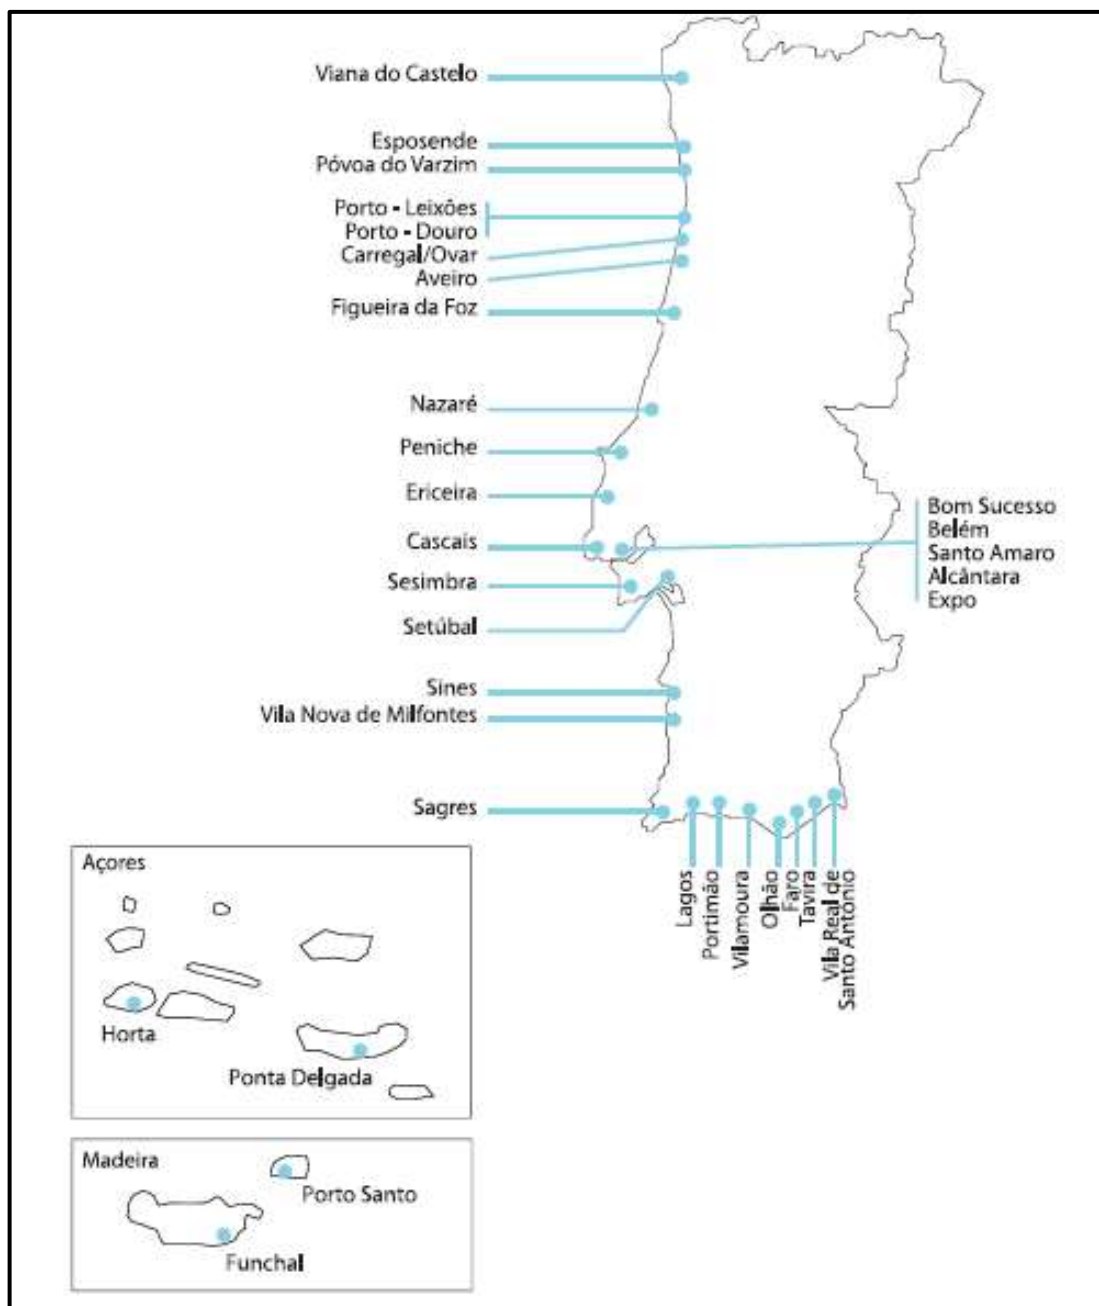 Viana do Castelo
Esposende
Póvoa do Varzim
Porto - Leixões
Porto - Douro
Carregal/Ovar
Aveiro
Figueira da Foz
Nazaré
Peniche
Ericeira
Cascais
Sesimbra
Setúbal
Sines
Vila Nova de Milfontes
Sagres
Bom Sucesso
Belém
Santo Amaro
Alcântara
Expo
Lagos
Portimão
Vilamoura
Olhão
Faro
Tavira
Vila Real de
Santo António
Açores
Horta
Ponta Delgada
Madeira
Porto Santo
Funchal